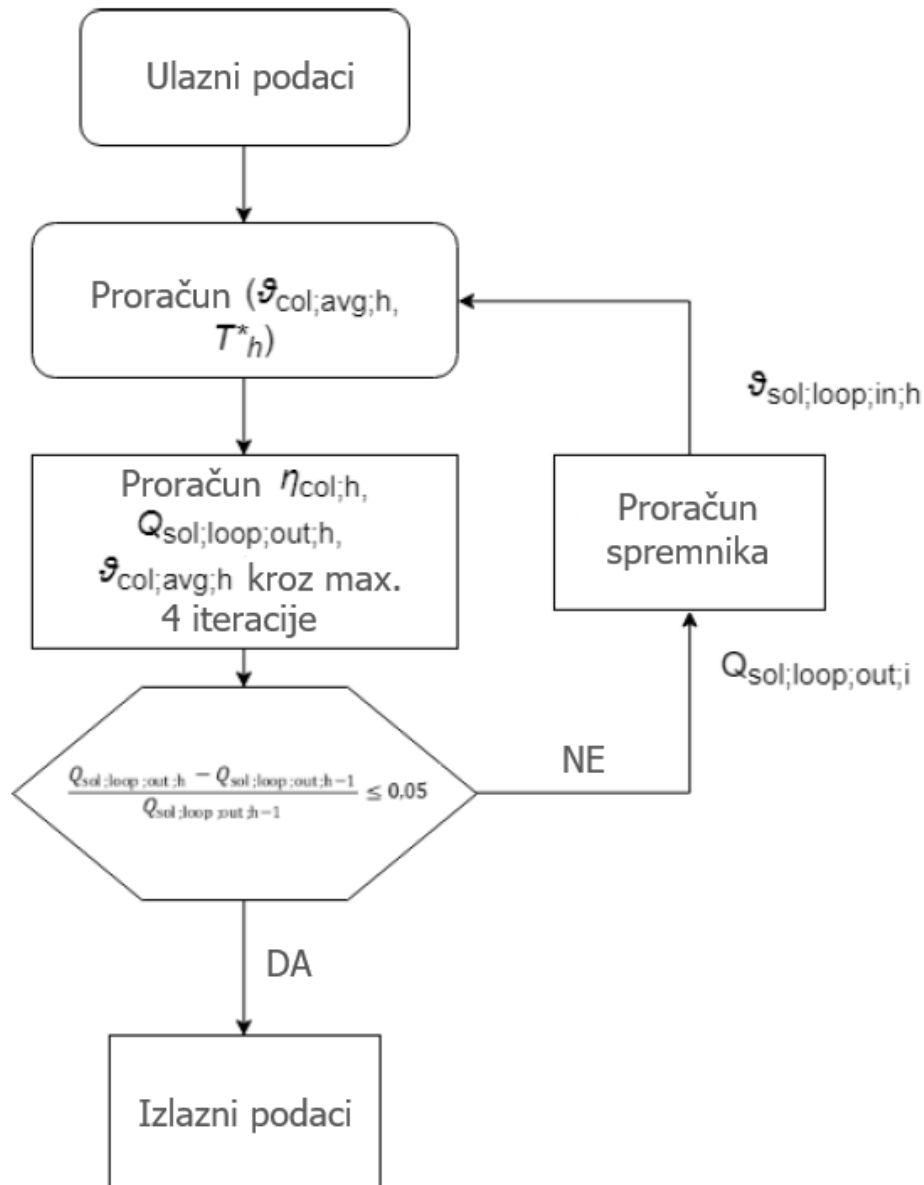 Ulazni podaci
Proračun (ϑcol;avg;h,
T*h)
ϑsol;loop;in;h
Proračun ηcol;h,
Qsol;loop;out;h,
ϑcol;avg;h kroz max.
4 iteracije
Proračun
spremnika
Qsol;loop;out;i
NE
Qsol;loop;out;h − Qsol;loop;out;h−1
Qsol;loop;out;h−1
≤ 0.05
DA
Izlazni podaci